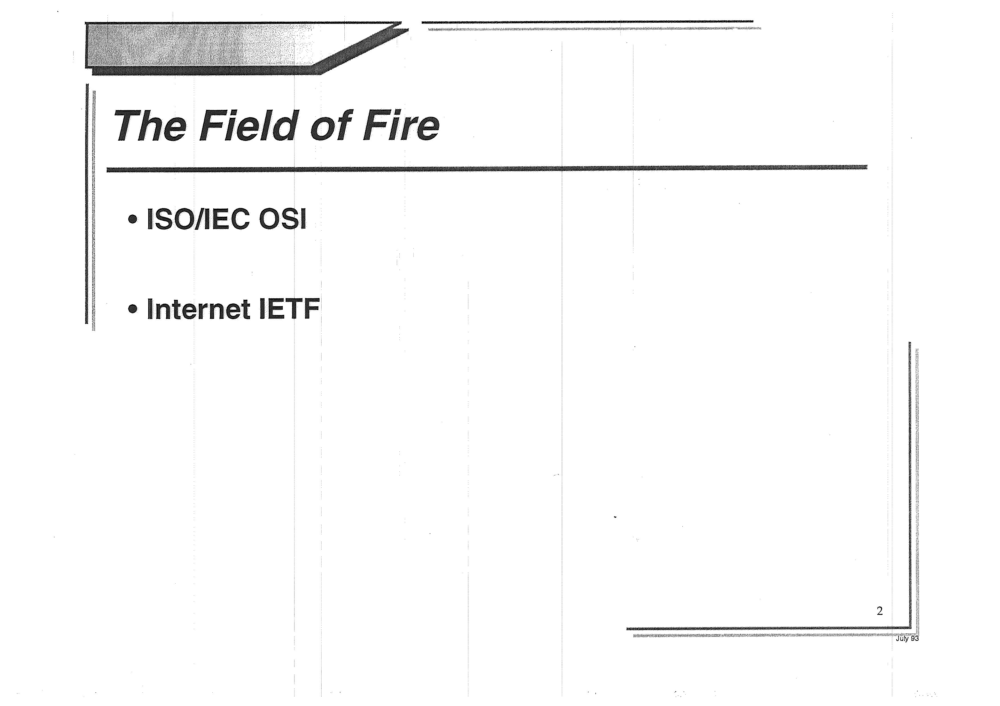 The Field of Fire
• ISO/IEC OSI
• Internet IETF
2
July 93